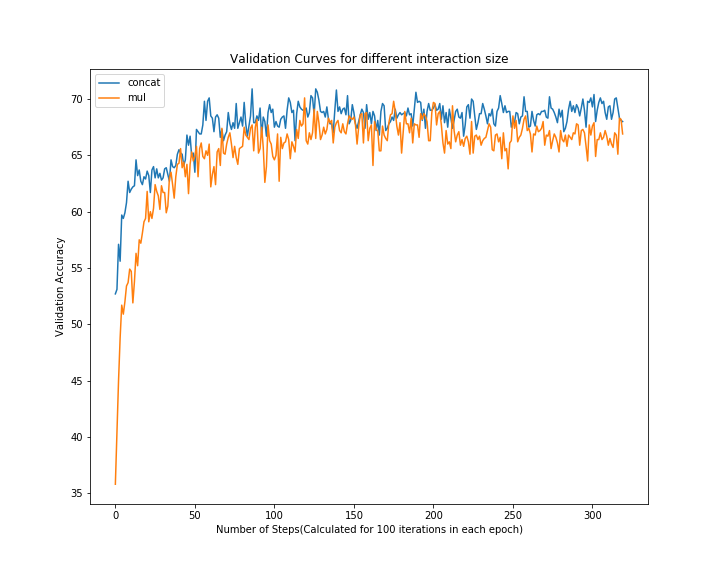 Validation Curves for different interaction size
concat
mul
70
65
60
55
50
45
40
35
Validation Accuracy
0 50 100 150 200 250 300
Number of Steps(Calculated for 100 iterations in each epoch)